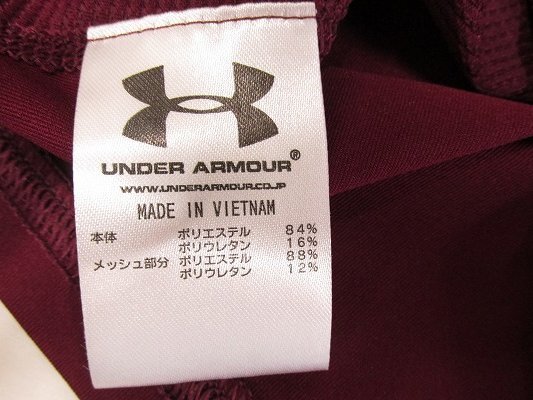 UNDER ARMOUR®
WWW.UNDERARMOUR.CO.JP
MADE IN VIETNAM
本体 ポリエステル 84%
ポリウレタン 16%
メッシュ部分 ポリエステル 88%
ポリウレタン 12%